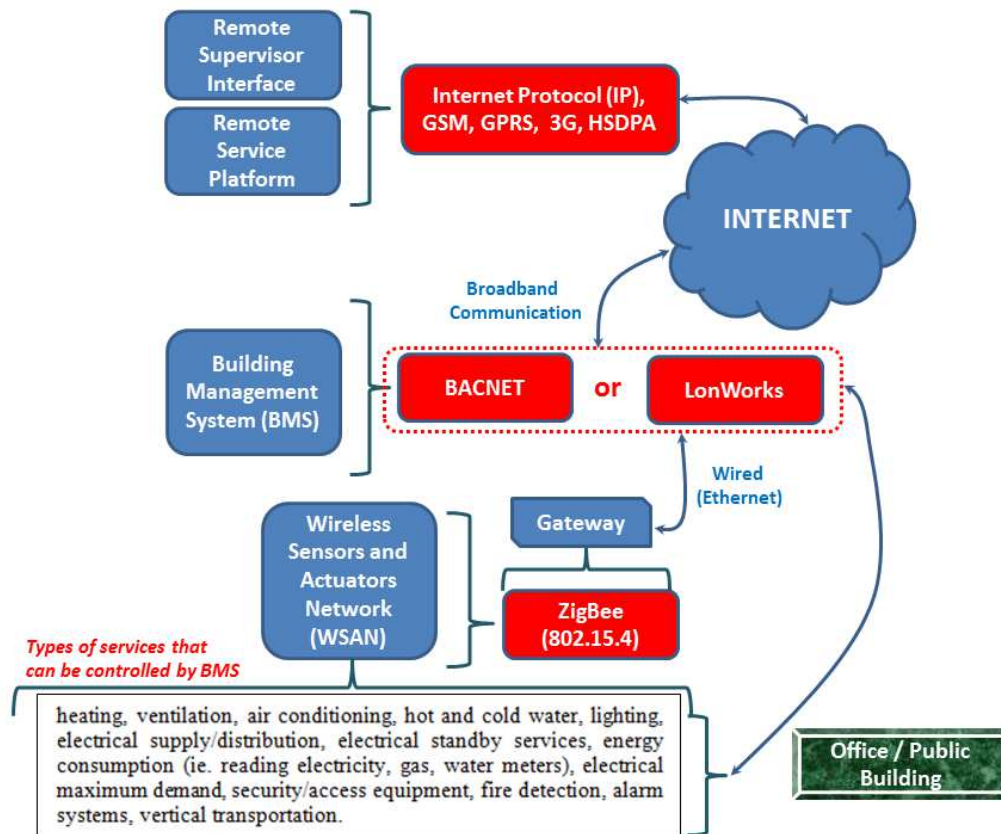 Remote
Supervisor
Interface
Remote
Service
Platform
Internet Protocol (IP),
GSM, GPRS, 3G, HSDPA
INTERNET
Broadband
Communication
Building
Management
System (BMS)
BACNET
or
LonWorks
Wired
(Ethernet)
Wireless
Sensors and
Actuators
Network
(WSAN)
Gateway
ZigBee
(802.15.4)
Types of services that
can be controlled by BMS
heating, ventilation, air conditioning, hot and cold water, lighting,
electrical supply/distribution, electrical standby services, energy
consumption (ie. reading electricity, gas, water meters), electrical
maximum demand, security/access equipment, fire detection, alarm
systems, vertical transportation.
Office / Public
Building